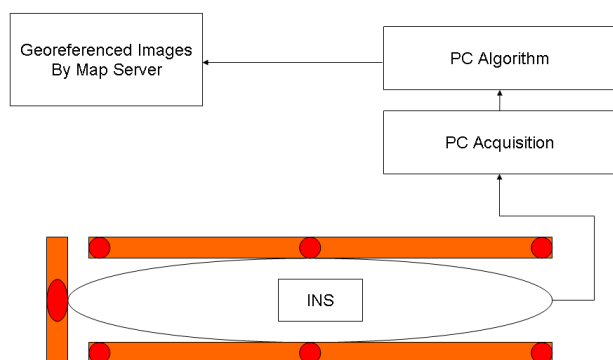 Georeferenced Images
By Map Server
PC Algorithm
PC Acquisition
INS